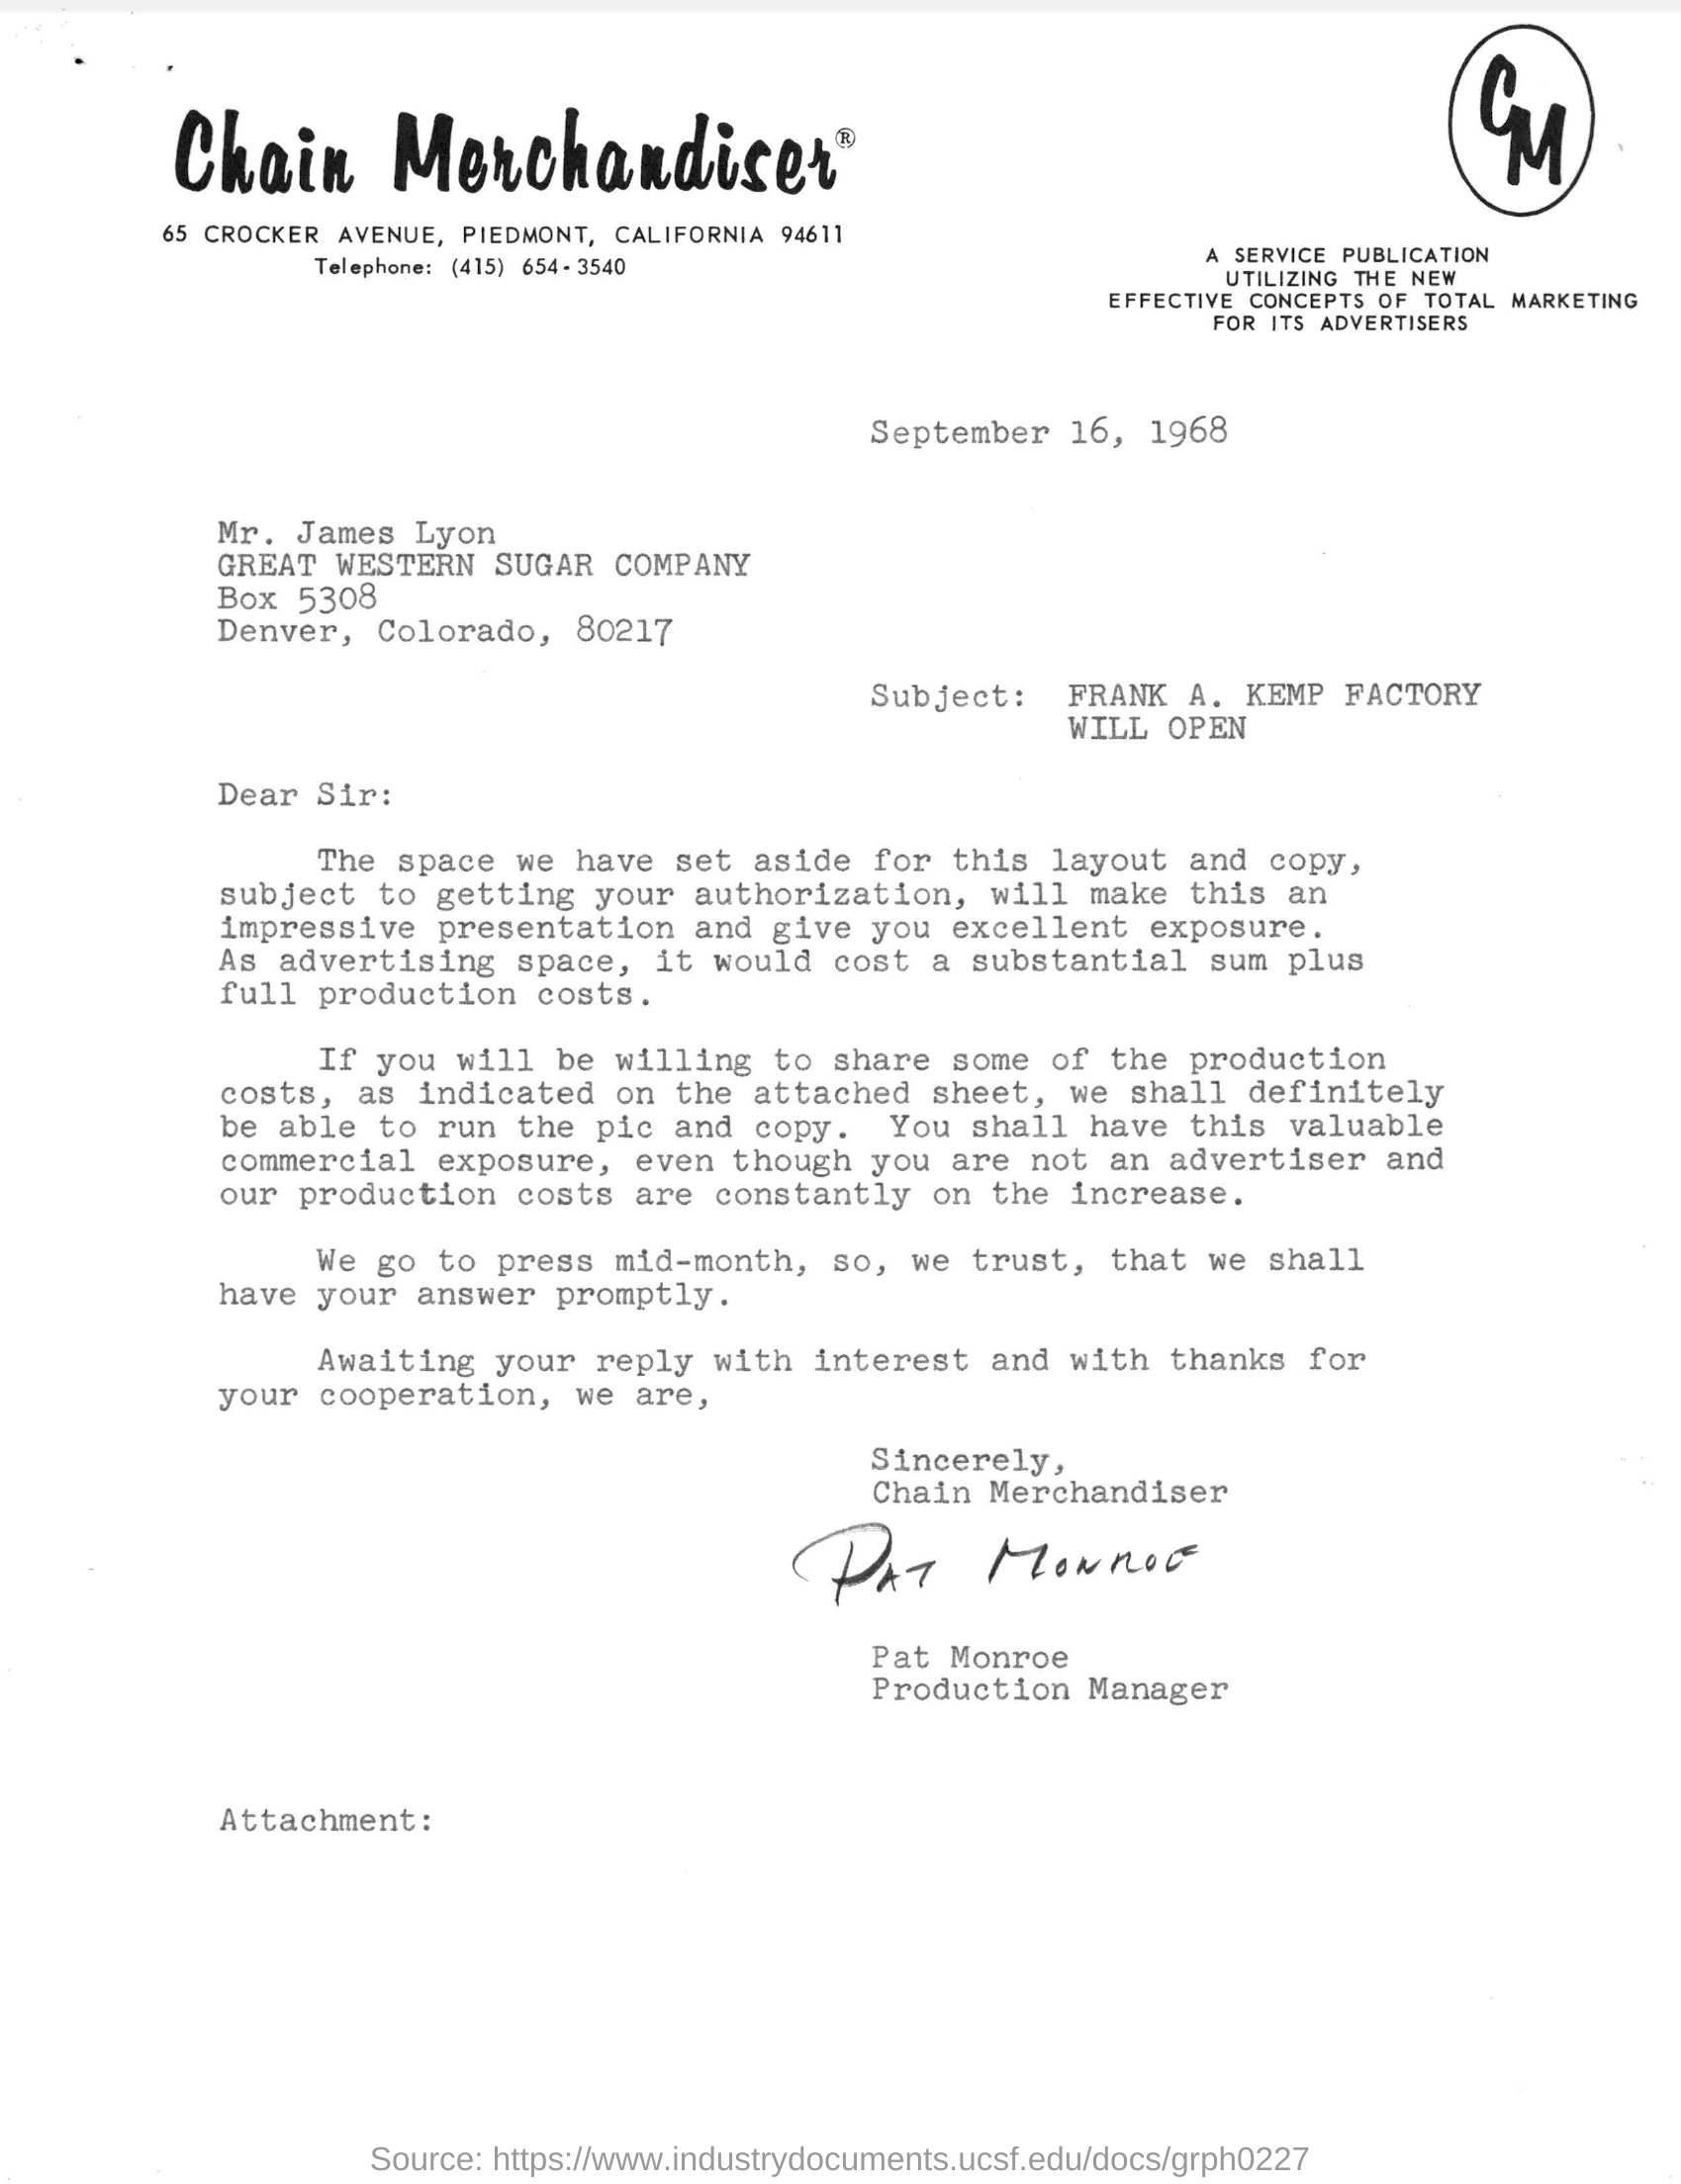 Chain Merchandiser®
CM
65 CROCKER AVENUE, PIEDMONT, CALIFORNIA 94611
Telephone: (415) 654-3540
A SERVICE PUBLICATION
UTILIZING THE NEW
EFFECTIVE CONCEPTS OF TOTAL MARKETING
FOR ITS ADVERTISERS
September 16, 1968
Mr. James Lyon
GREAT WESTERN SUGAR COMPANY
Box 5308
Denver, Colorado, 80217
Subject: FRANK A. KEMP FACTORY
WILL OPEN
Dear Sir:
The space we have set aside for this layout and copy,
subject to getting your authorization, will make this an
impressive presentation and give you excellent exposure.
As advertising space, it would cost a substantial sum plus
full production costs.
If you will be willing to share some of the production
costs, as indicated on the attached sheet, we shall definitely
be able to run the pic and copy. You shall have this valuable
commercial exposure, even though you are not an advertiser and
our production costs are constantly on the increase.
We go to press mid-month, so, we trust, that we shall
have your answer promptly.
Awaiting your reply with interest and with thanks for
your cooperation, we are,
Sincerely,
Chain Merchandiser
Pat Monroe
Pat Monroe
Production Manager
Attachment:
Source: https://www.industrydocuments.ucsf.edu/docs/grph0227